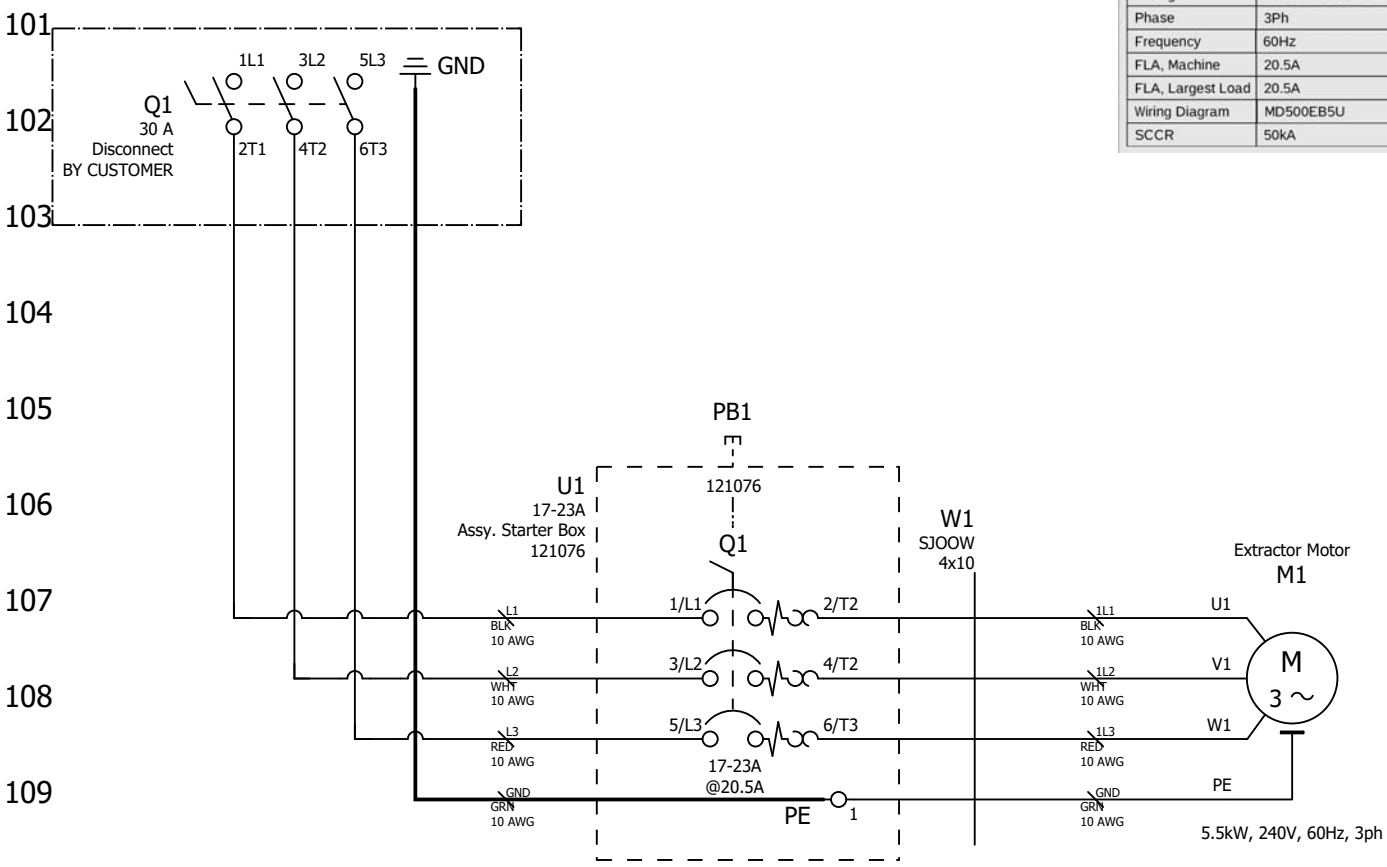 101
102
103
104
105
106
107
108
109
Phase 3Ph
Frequency 60Hz
FLA, Machine 20.5A
FLA, Largest Load 20.5A
Wiring Diagram MD500EB5U
SCCR 50kA
1L1 3L2 5L3 GND
Q1
30 A
Disconnect
BY CUSTOMER
2T1 4T2 6T3
PB1
U1
17-23A
Assy. Starter Box
121076
121076
Q1
W1
SJOOW
4x10
Extractor Motor
M1
L1
BLK
10 AWG
1/L1 2/T2
1L1
BLK
10 AWG
U1
L2
WHT
10 AWG
3/L2 4/T2
1L2
WHT
10 AWG
V1
M
3 ~
L3
RED
10 AWG
5/L3 6/T3
1L3
RED
10 AWG
W1
17-23A
@20.5A
GND
GRN
10 AWG
PE 1
GND
GRN
10 AWG
PE
5.5kW, 240V, 60Hz, 3ph